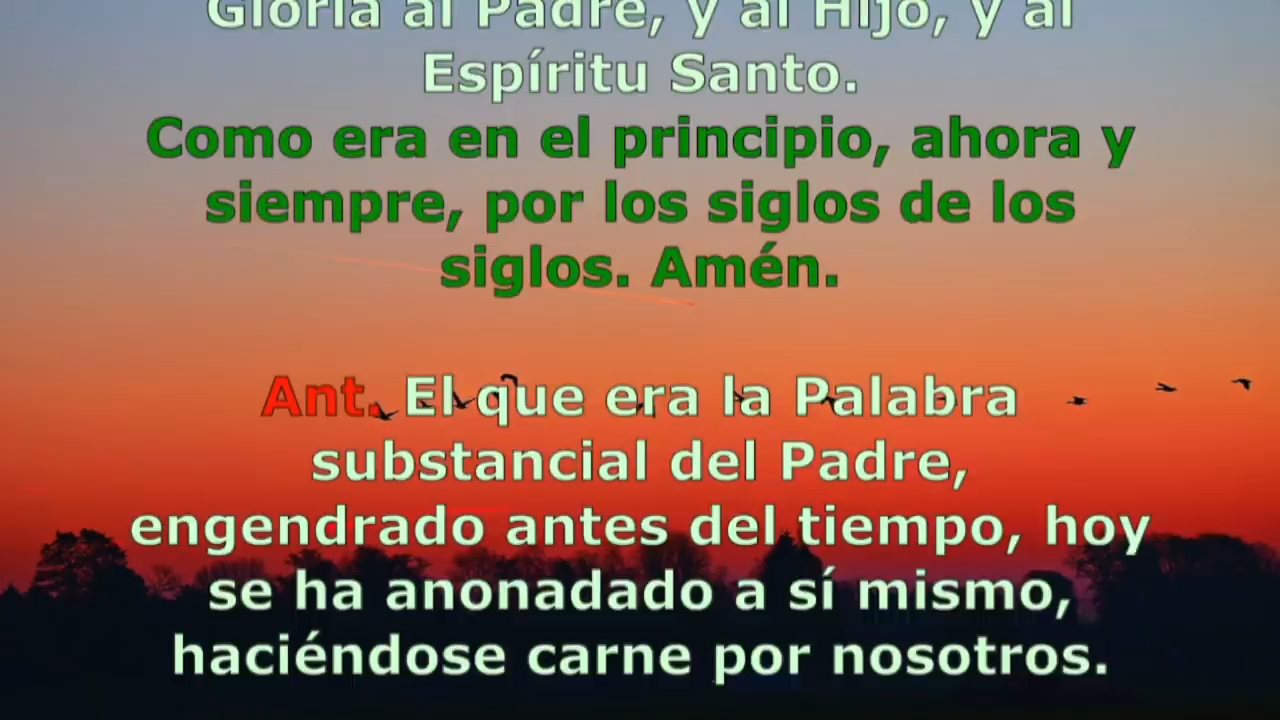 Gloria al Padre, y al Hijo, y al
Espíritu Santo.
Como era en el principio, ahora y
siempre, por los siglos de los
siglos. Amén.
Ant. El que era la Palabra
substancial del Padre,
engendrado antes del tiempo, hoy
se ha anonadado a sí mismo,
haciéndose carne por nosotros.